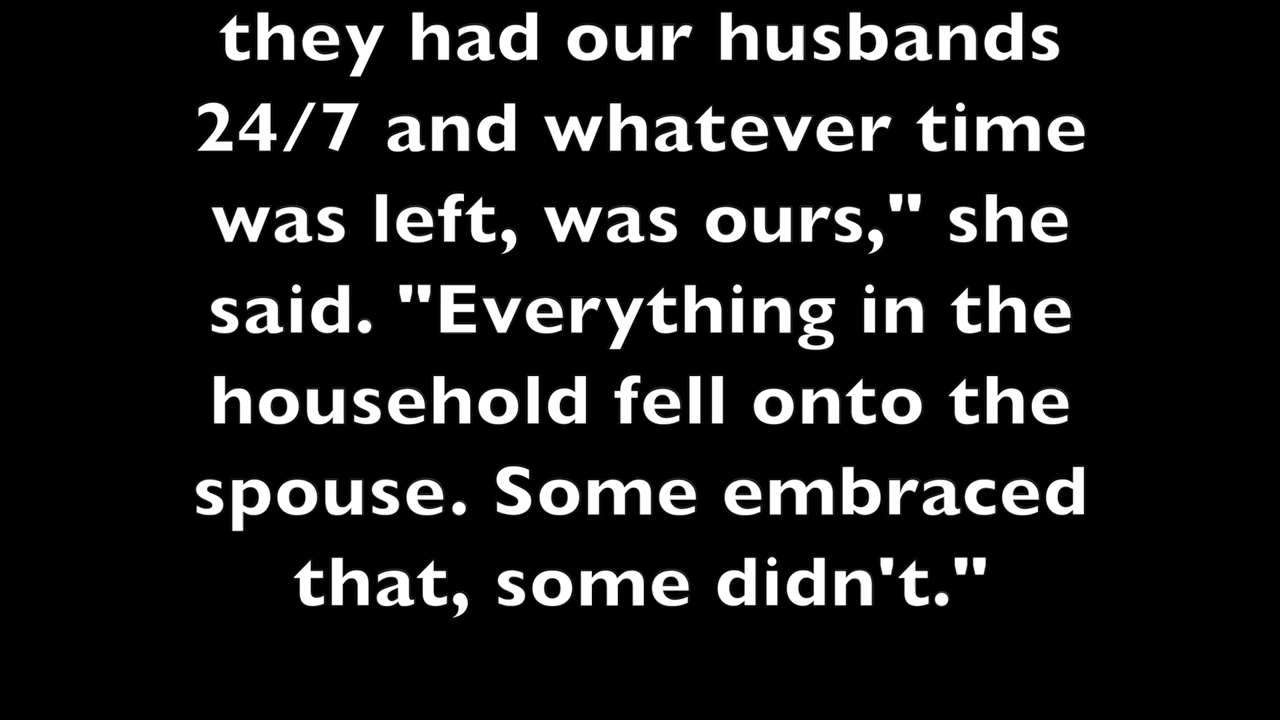 they had our husbands
24/7 and whatever time
was left, was ours," she
said. "Everything in the
household fell onto the
spouse. Some embraced
that, some didn't."